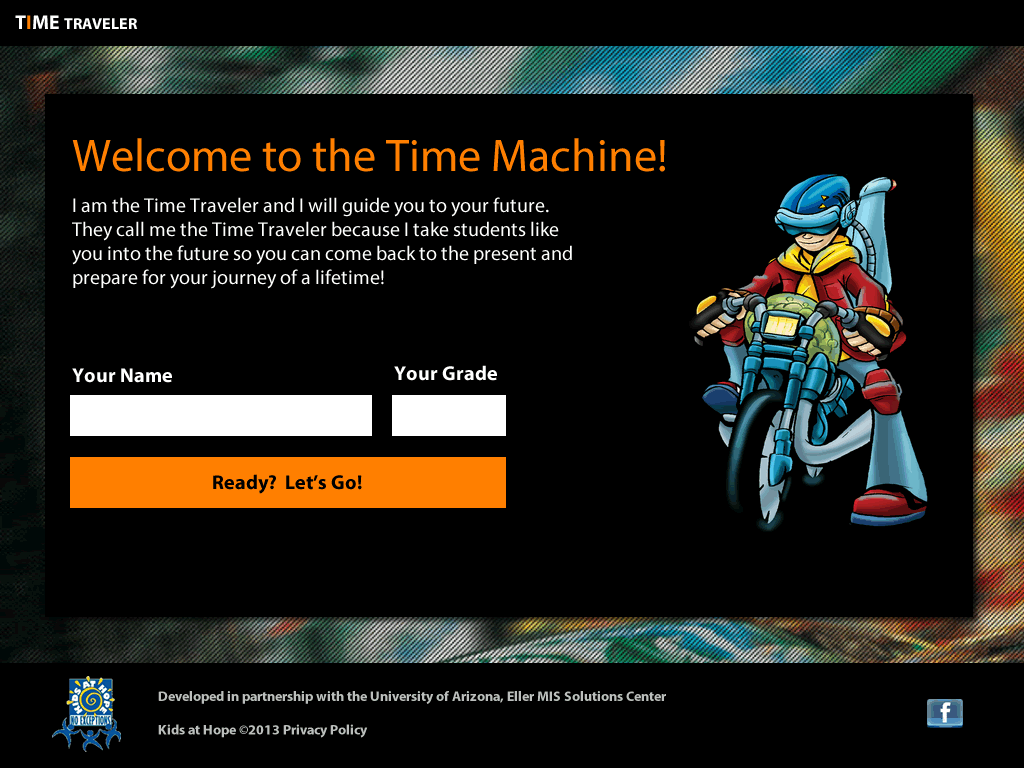 TIME TRAVELER
Welcome to the Time Machine!
I am the Time Traveler and I will guide you to your future.
They call me the Time Traveler because I take students like
you into the future so you can come back to the present and
prepare for your journey of a lifetime!
Your Name
Your Grade
Ready? Let's Go!
KIDS AT HOPE
NO EXCEPTIONS
Developed in partnership with the University of Arizona, Eller MIS Solutions Center
Kids at Hope ©2013 Privacy Policy
f